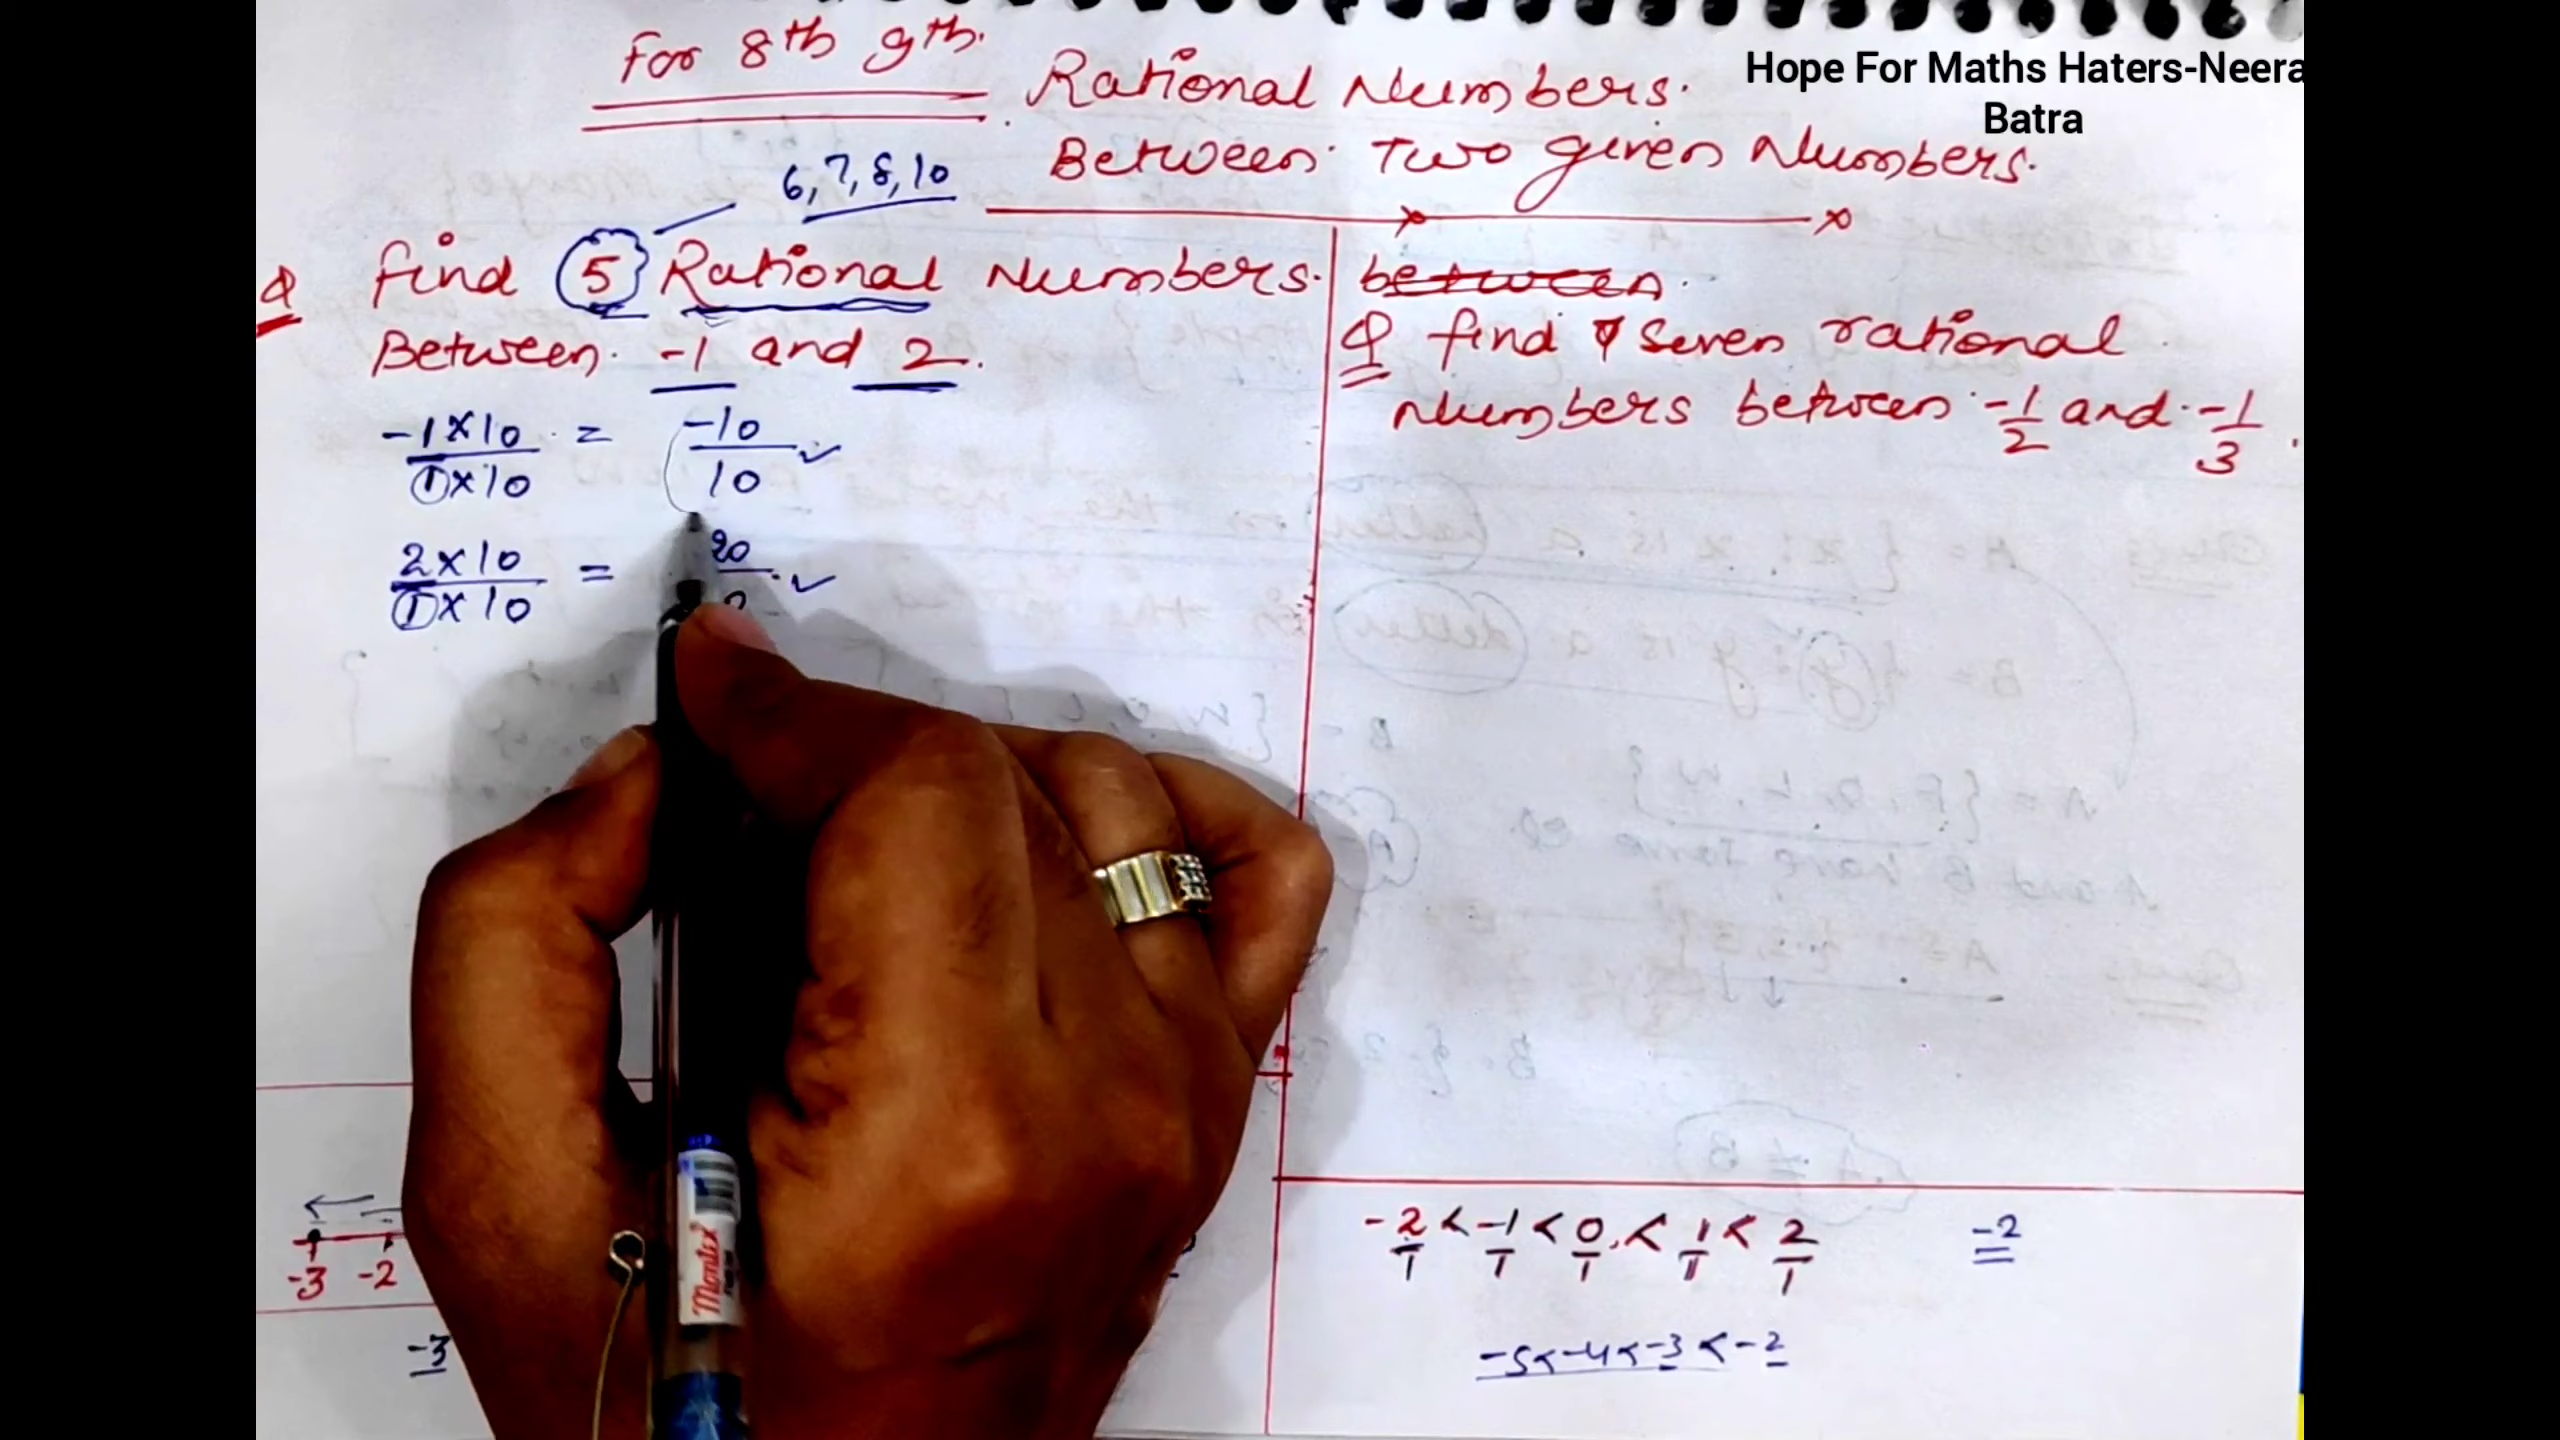 For 8th 9th.
Hope For Maths Haters-Neera
Batra
Rational Numbers.
Between Two given Numbers.
6, 7, 8, 10
Q Find 5 Rational Numbers.
Between -1 and 2.
-1×10 / 1×10 = -10 / 10 ✓
2×10 / 1×10 = 20 ✓
between.
Q find Seven rational
Numbers between -1/2 and -1/3.
-3 -2
-3
-2/1 < -1/1 < 0/1 < 1/1 < 2/1
-2
-5<-4<-3<-2
Montex